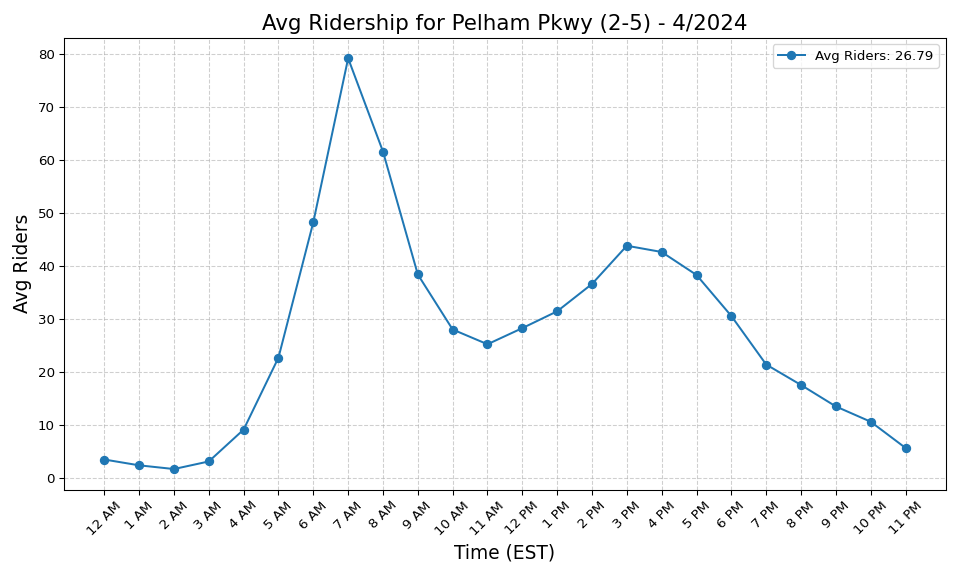 Avg Ridership for Pelham Pkwy (2-5) - 4/2024
Avg Riders: 26.79
Avg Riders
80
70
60
50
40
30
20
10
0
12 AM 1 AM 2 AM 3 AM 4 AM 5 AM 6 AM 7 AM 8 AM 9 AM 10 AM 11 AM 12 PM 1 PM 2 PM 3 PM 4 PM 5 PM 6 PM 7 PM 8 PM 9 PM 10 PM 11 PM
Time (EST)